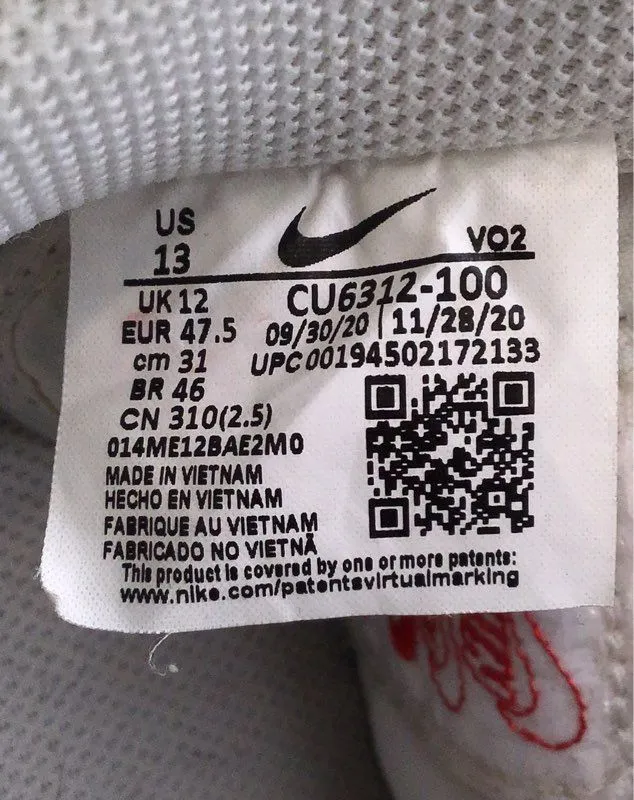 US
13
VO2
UK 12
CU6312-100
EUR 47.5
09/30/20 | 11/28/20
cm 31
UPC 00194502172133
BR 46
CN 310(2.5)
014ME12BAE2M0
MADE IN VIETNAM
HECHO EN VIETNAM
FABRIQUE AU VIETNAM
FABRICADO NO VIETNÃ
This product is covered by one or more patents:
www.nike.com/patentsvirtualmarking